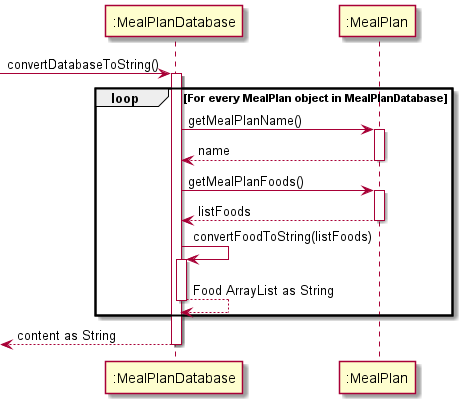 :MealPlanDatabase :MealPlan
convertDatabaseToString()
loop [For every MealPlan object in MealPlanDatabase]
getMealPlanName()
name
getMealPlanFoods()
listFoods
convertFoodToString(listFoods)
Food ArrayList as String
content as String
:MealPlanDatabase :MealPlan